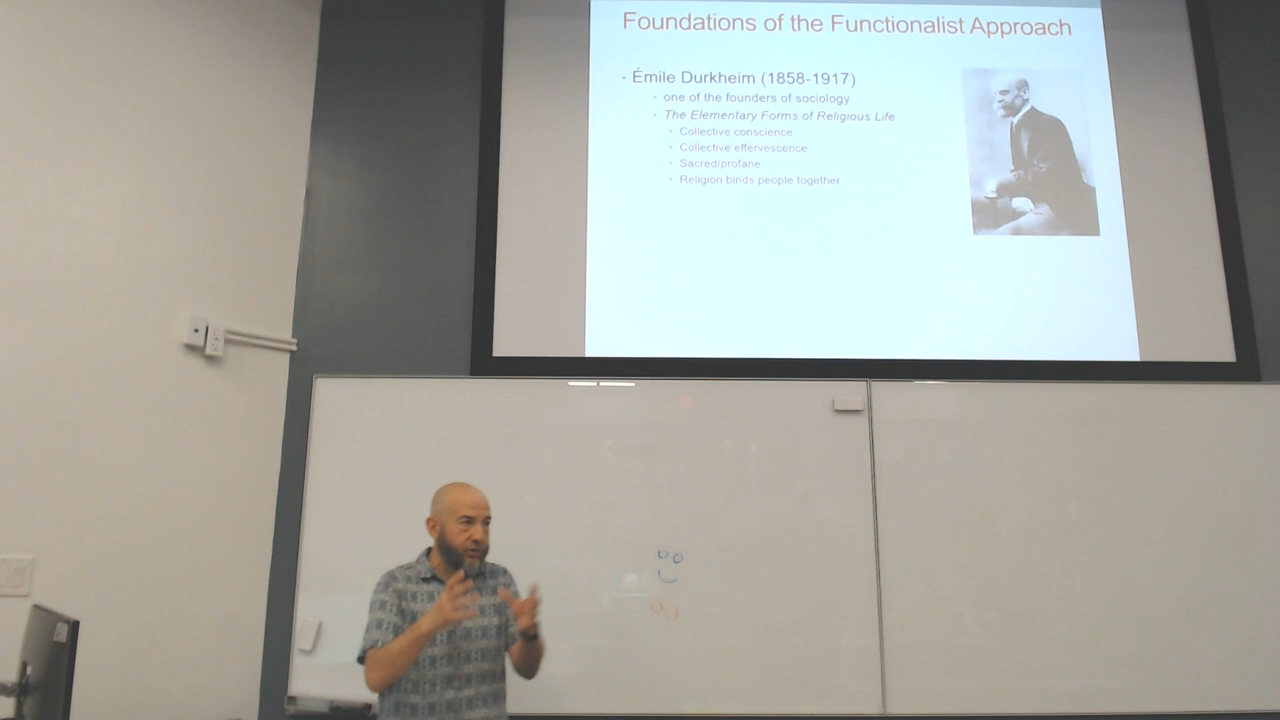 Foundations of the Functionalist Approach
• Émile Durkheim (1858-1917)
• one of the founders of sociology
• The Elementary Forms of Religious Life
• Collective conscience
• Collective effervescence
• Sacred/profane
• Religion binds people together